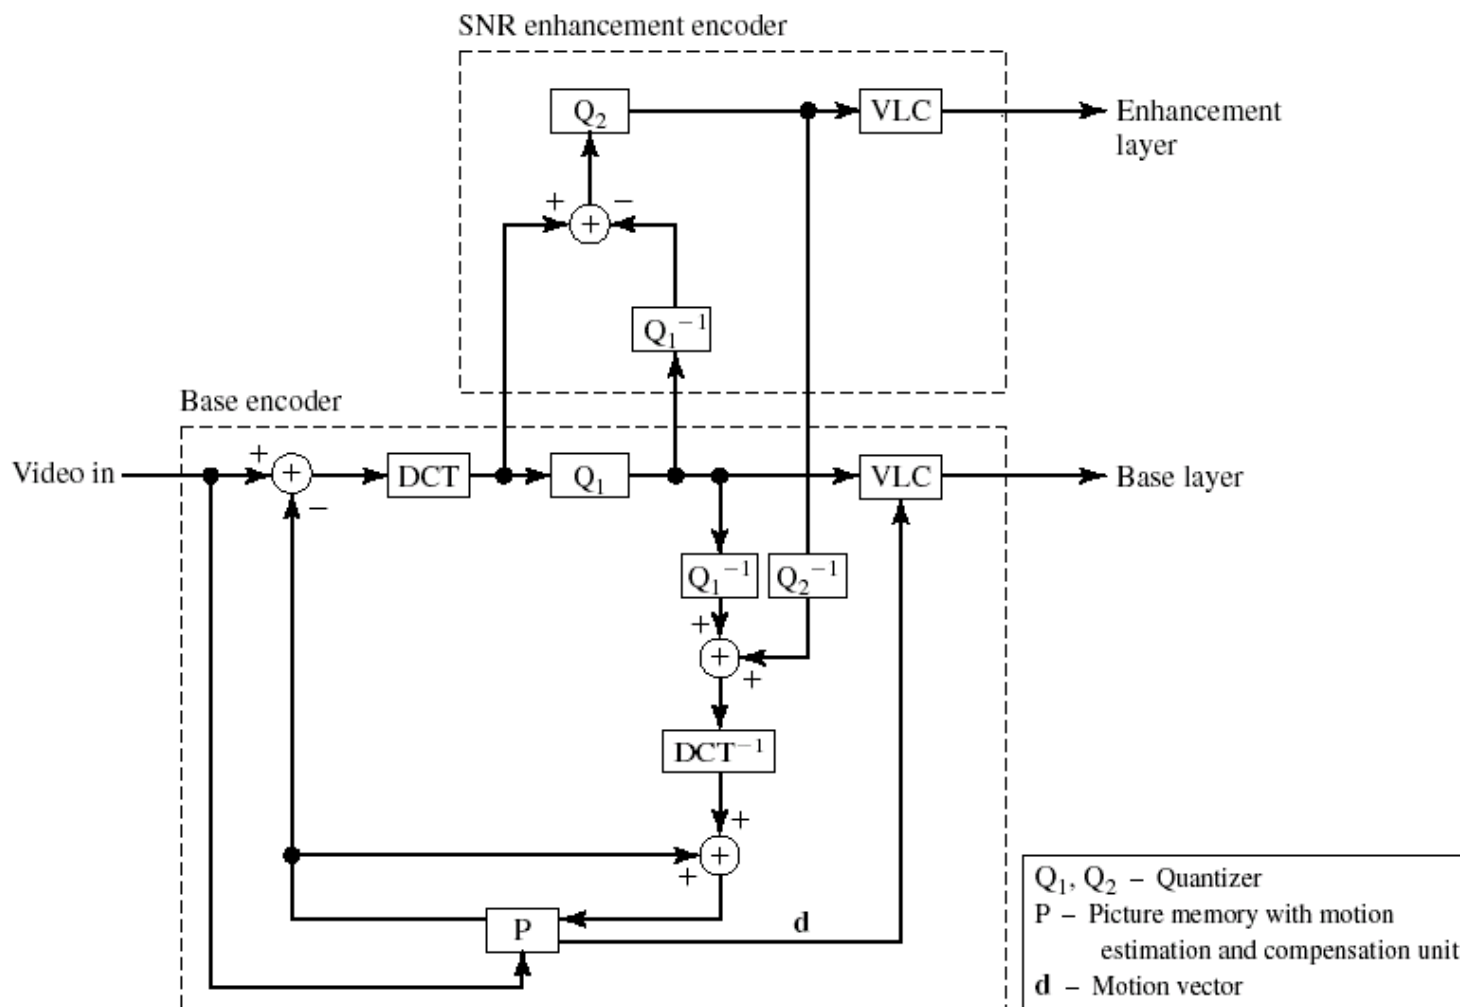 SNR enhancement encoder
Q₂
VLC
Enhancement
layer
+
−
+
Q₁⁻¹
Base encoder
Video in
+
+
−
DCT
Q₁
VLC
Base layer
Q₁⁻¹
Q₂⁻¹
+
+
+
DCT⁻¹
+
+
+
P
d
Q₁, Q₂ – Quantizer
P – Picture memory with motion
estimation and compensation unit
d – Motion vector